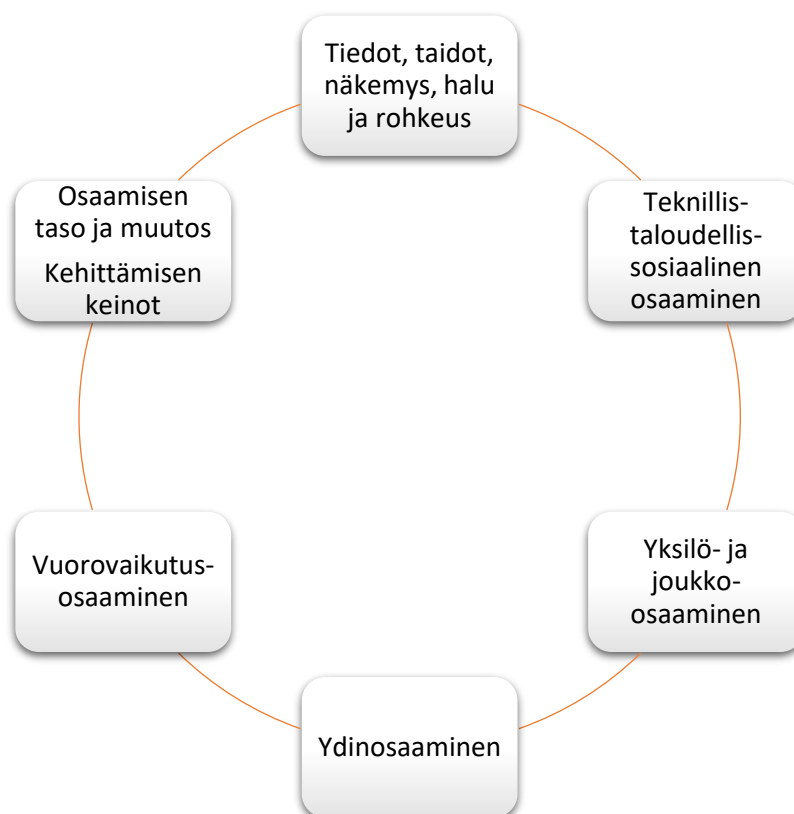 Tiedot, taidot,
näkemys, halu
ja rohkeus
Teknillis-
taloudellis-
sosiaalinen
osaaminen
Yksilö- ja
joukko-
osaaminen
Ydinosaaminen
Vuorovaikutus-
osaaminen
Osaamisen
taso ja muutos
Kehittämisen
keinot